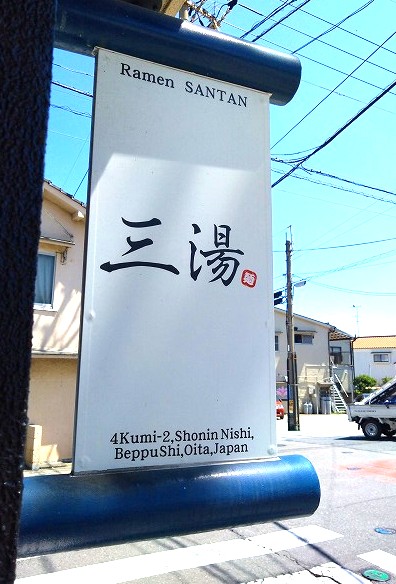 Ramen SANTAN
三湯
麺
4Kumi-2,Shonin Nishi,
BeppuShi,Oita,Japan